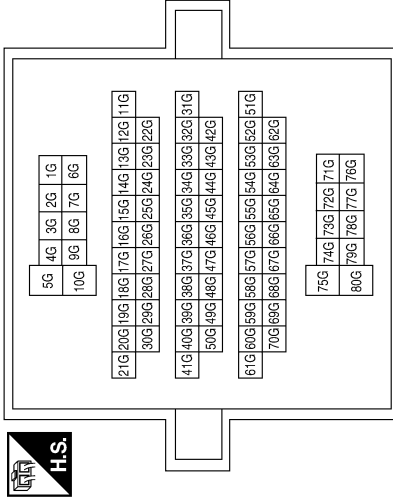 H.S.
5G 4G 3G 2G 1G
10G 9G 8G 7G 6G
21G 20G 19G 18G 17G 16G 15G 14G 13G 12G 11G
30G 29G 28G 27G 26G 25G 24G 23G 22G
41G 40G 39G 38G 37G 36G 35G 34G 33G 32G 31G
50G 49G 48G 47G 46G 45G 44G 43G 42G
61G 60G 59G 58G 57G 56G 55G 54G 53G 52G 51G
70G 69G 68G 67G 66G 65G 64G 63G 62G
75G 74G 73G 72G 71G
80G 79G 78G 77G 76G